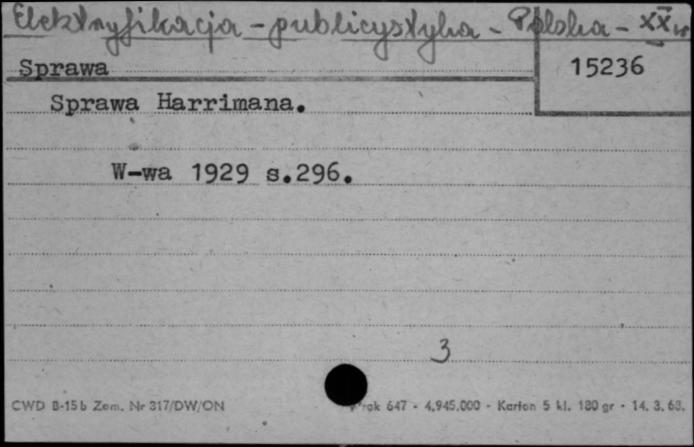 Elektryfikacja - publicystyka - Polska - XX w
Sprawa
15236
Sprawa Harrimana.
W-wa 1929 s.296.
3
CWD B-15b Zam. Nr 317/DW/ON
647 - 4.945.000 - Karton 5 kl. 180 gr - 14. 3. 63.